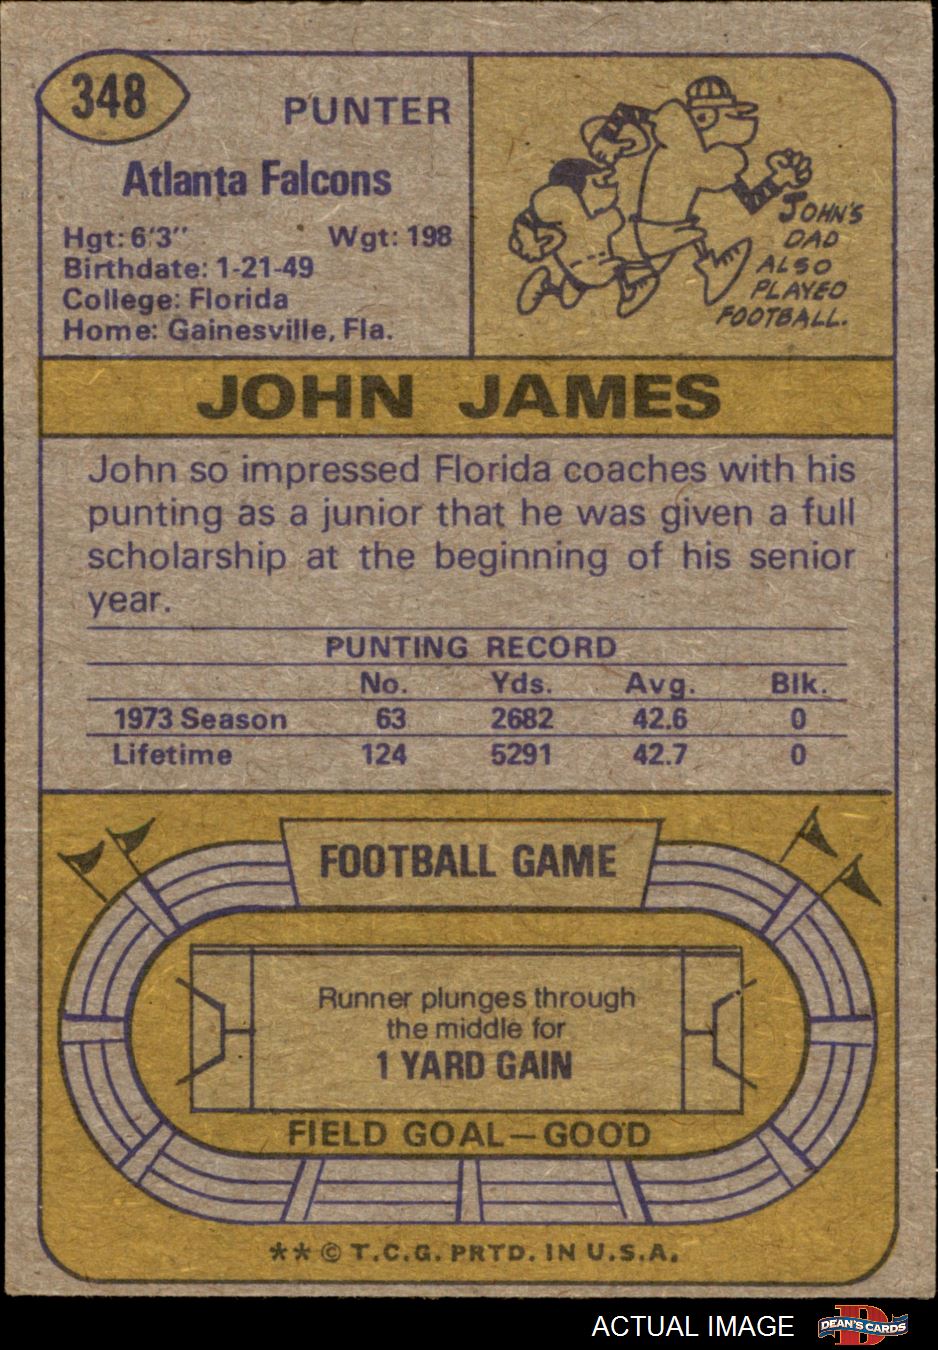 348
PUNTER
Atlanta Falcons
Hgt: 6'3" Wgt: 198
Birthdate: 1-21-49
College: Florida
Home: Gainesville, Fla.
JOHN'S
DAD
ALSO
PLAYED
FOOTBALL.
JOHN JAMES
John so impressed Florida coaches with his
punting as a junior that he was given a full
scholarship at the beginning of his senior
year.
PUNTING RECORD
No. Yds. Avg. Blk.
1973 Season 63 2682 42.6 0
Lifetime 124 5291 42.7 0
FOOTBALL GAME
Runner plunges through
the middle for
1 YARD GAIN
FIELD GOAL—GOOD
** © T.C.G. PRTD. IN U.S.A.
ACTUAL IMAGE
D
DEAN'S CARDS